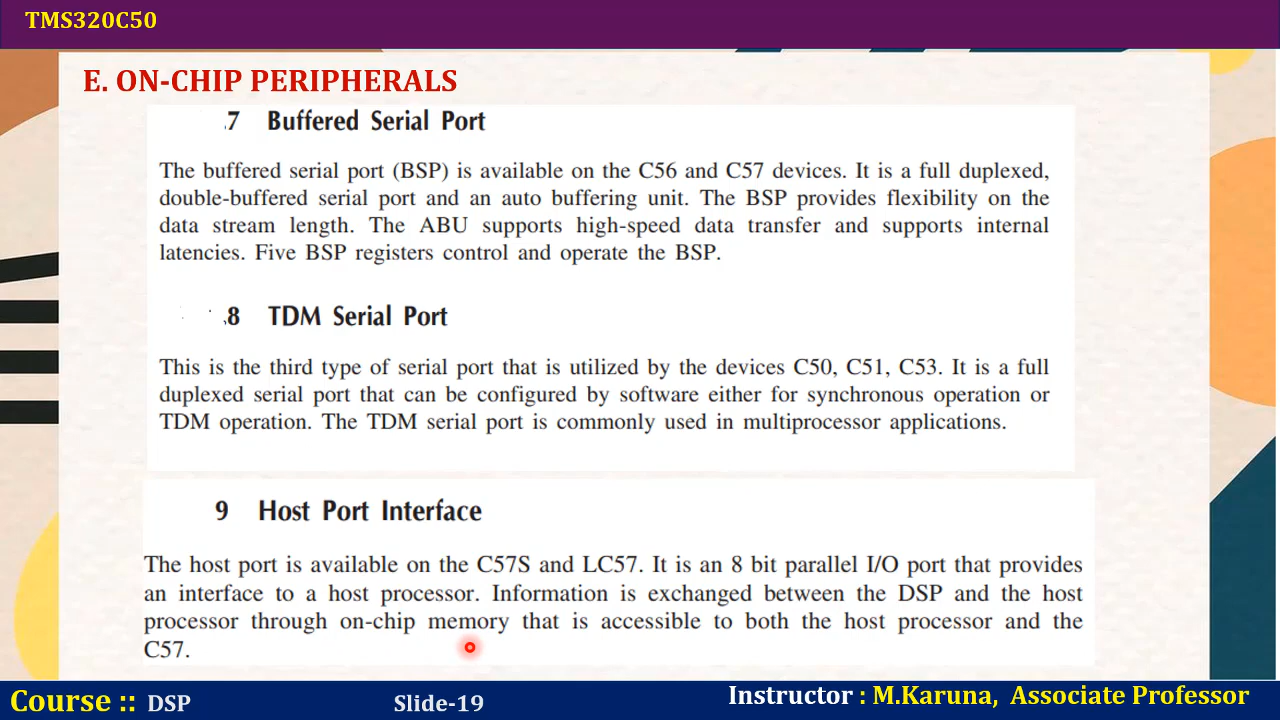 TMS320C50
E. ON-CHIP PERIPHERALS
.7 Buffered Serial Port
The buffered serial port (BSP) is available on the C56 and C57 devices. It is a full duplexed,
double-buffered serial port and an auto buffering unit. The BSP provides flexibility on the
data stream length. The ABU supports high-speed data transfer and supports internal
latencies. Five BSP registers control and operate the BSP.
.8 TDM Serial Port
This is the third type of serial port that is utilized by the devices C50, C51, C53. It is a full
duplexed serial port that can be configured by software either for synchronous operation or
TDM operation. The TDM serial port is commonly used in multiprocessor applications.
9 Host Port Interface
The host port is available on the C57S and LC57. It is an 8 bit parallel I/O port that provides
an interface to a host processor. Information is exchanged between the DSP and the host
processor through on-chip memory that is accessible to both the host processor and the
C57.
Course :: DSP Slide-19 Instructor : M.Karuna, Associate Professor